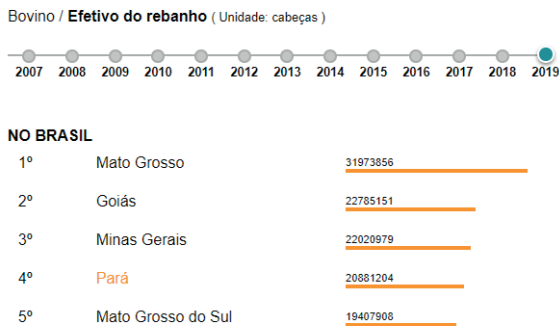 Bovino / Efetivo do rebanho ( Unidade: cabeças )
2007 2008 2009 2010 2011 2012 2013 2014 2015 2016 2017 2018 2019
NO BRASIL
1º Mato Grosso 31973856
2º Goiás 22785151
3º Minas Gerais 22020979
4º Pará 20881204
5º Mato Grosso do Sul 19407908